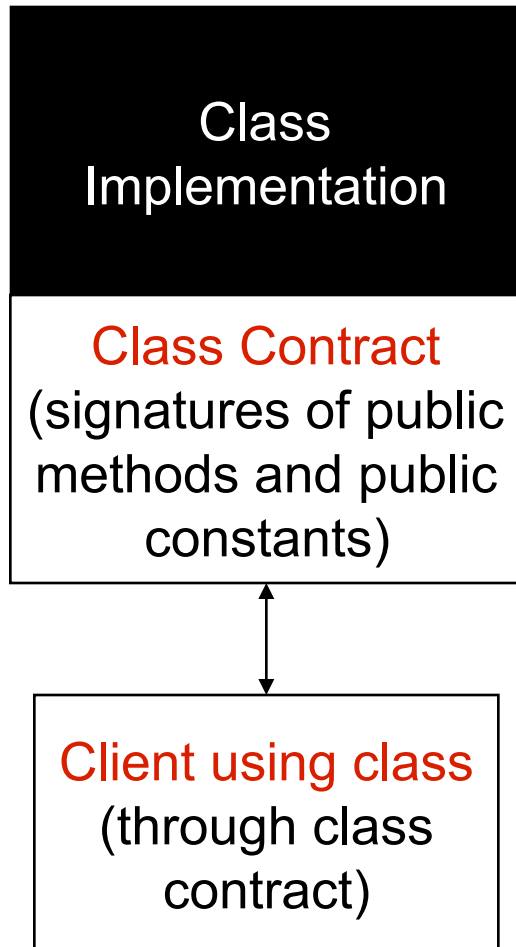 Class
Implementation
Class Contract
(signatures of public
methods and public
constants)
Client using class
(through class
contract)